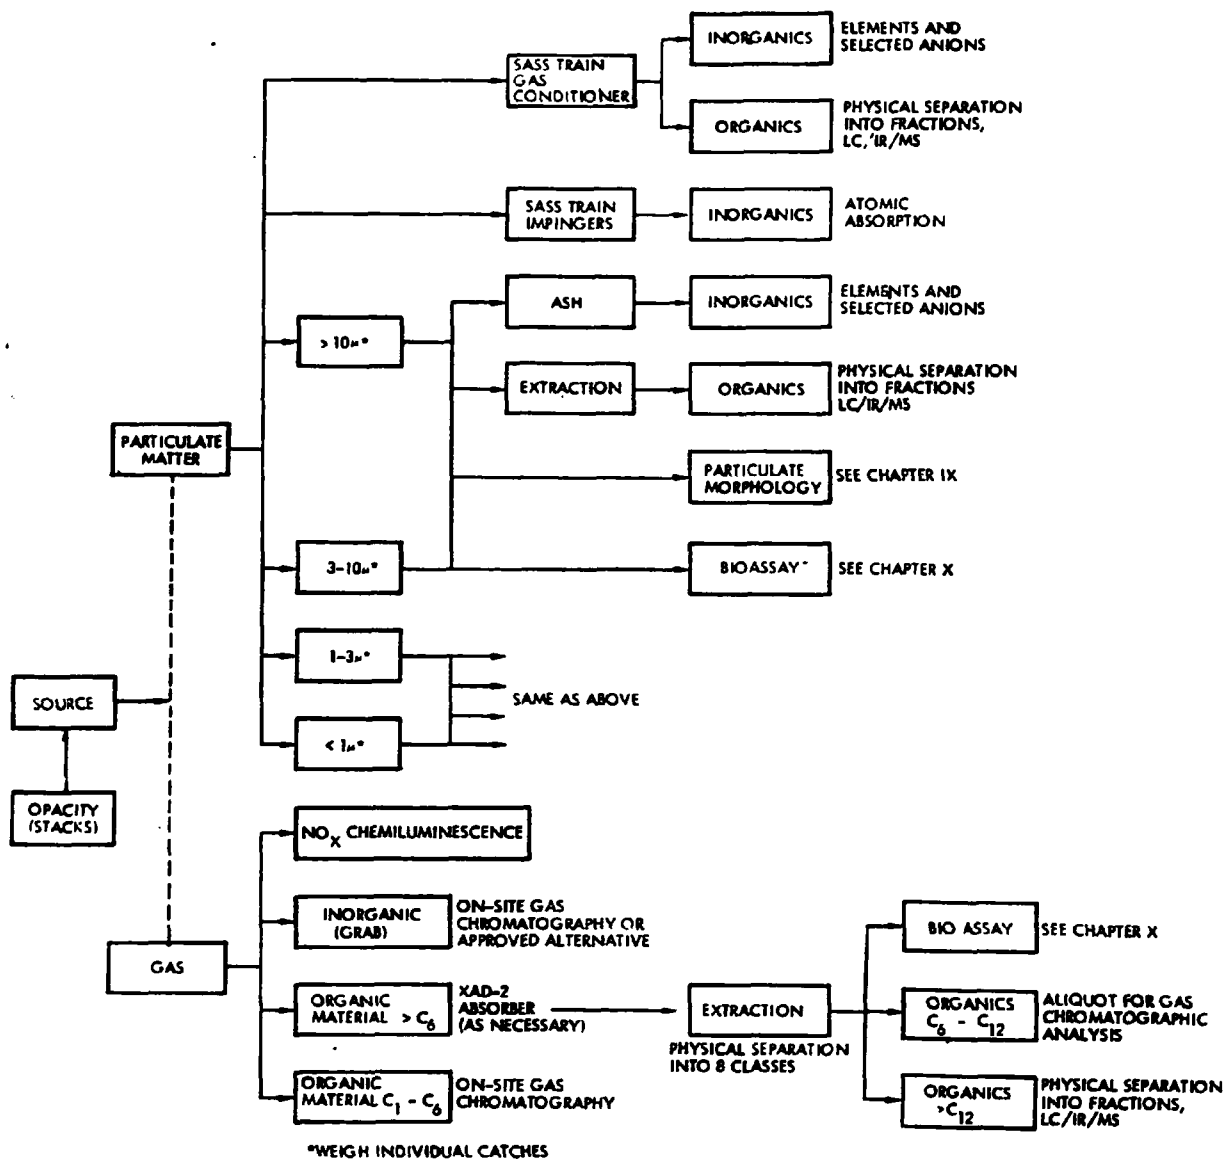 INORGANICS
ELEMENTS AND
SELECTED ANIONS
SASS TRAIN
GAS
CONDITIONER
ORGANICS
PHYSICAL SEPARATION
INTO FRACTIONS,
LC,'IR/MS
SASS TRAIN
IMPINGERS
INORGANICS
ATOMIC
ABSORPTION
ASH
INORGANICS
ELEMENTS AND
SELECTED ANIONS
> 10μ*
EXTRACTION
ORGANICS
PHYSICAL SEPARATION
INTO FRACTIONS
LC/IR/MS
PARTICULATE
MATTER
PARTICULATE
MORPHOLOGY
SEE CHAPTER IX
3-10μ*
BIOASSAY
SEE CHAPTER X
1-3μ*
SAME AS ABOVE
< 1μ*
SOURCE
OPACITY
(STACKS)
NOX CHEMILUMINESCENCE
INORGANIC
(GRAB)
ON-SITE GAS
CHROMATOGRAPHY OR
APPROVED ALTERNATIVE
GAS
ORGANIC
MATERIAL > C6
XAD-2
ABSORBER
(AS NECESSARY)
EXTRACTION
PHYSICAL SEPARATION
INTO 8 CLASSES
BIO ASSAY
SEE CHAPTER X
ORGANICS
C6 - C12
ALIQUOT FOR GAS
CHROMATOGRAPHIC
ANALYSIS
ORGANICS
>C12
PHYSICAL SEPARATION
INTO FRACTIONS,
LC/IR/MS
ORGANIC
MATERIAL C1 - C6
ON-SITE GAS
CHROMATOGRAPHY
*WEIGH INDIVIDUAL CATCHES